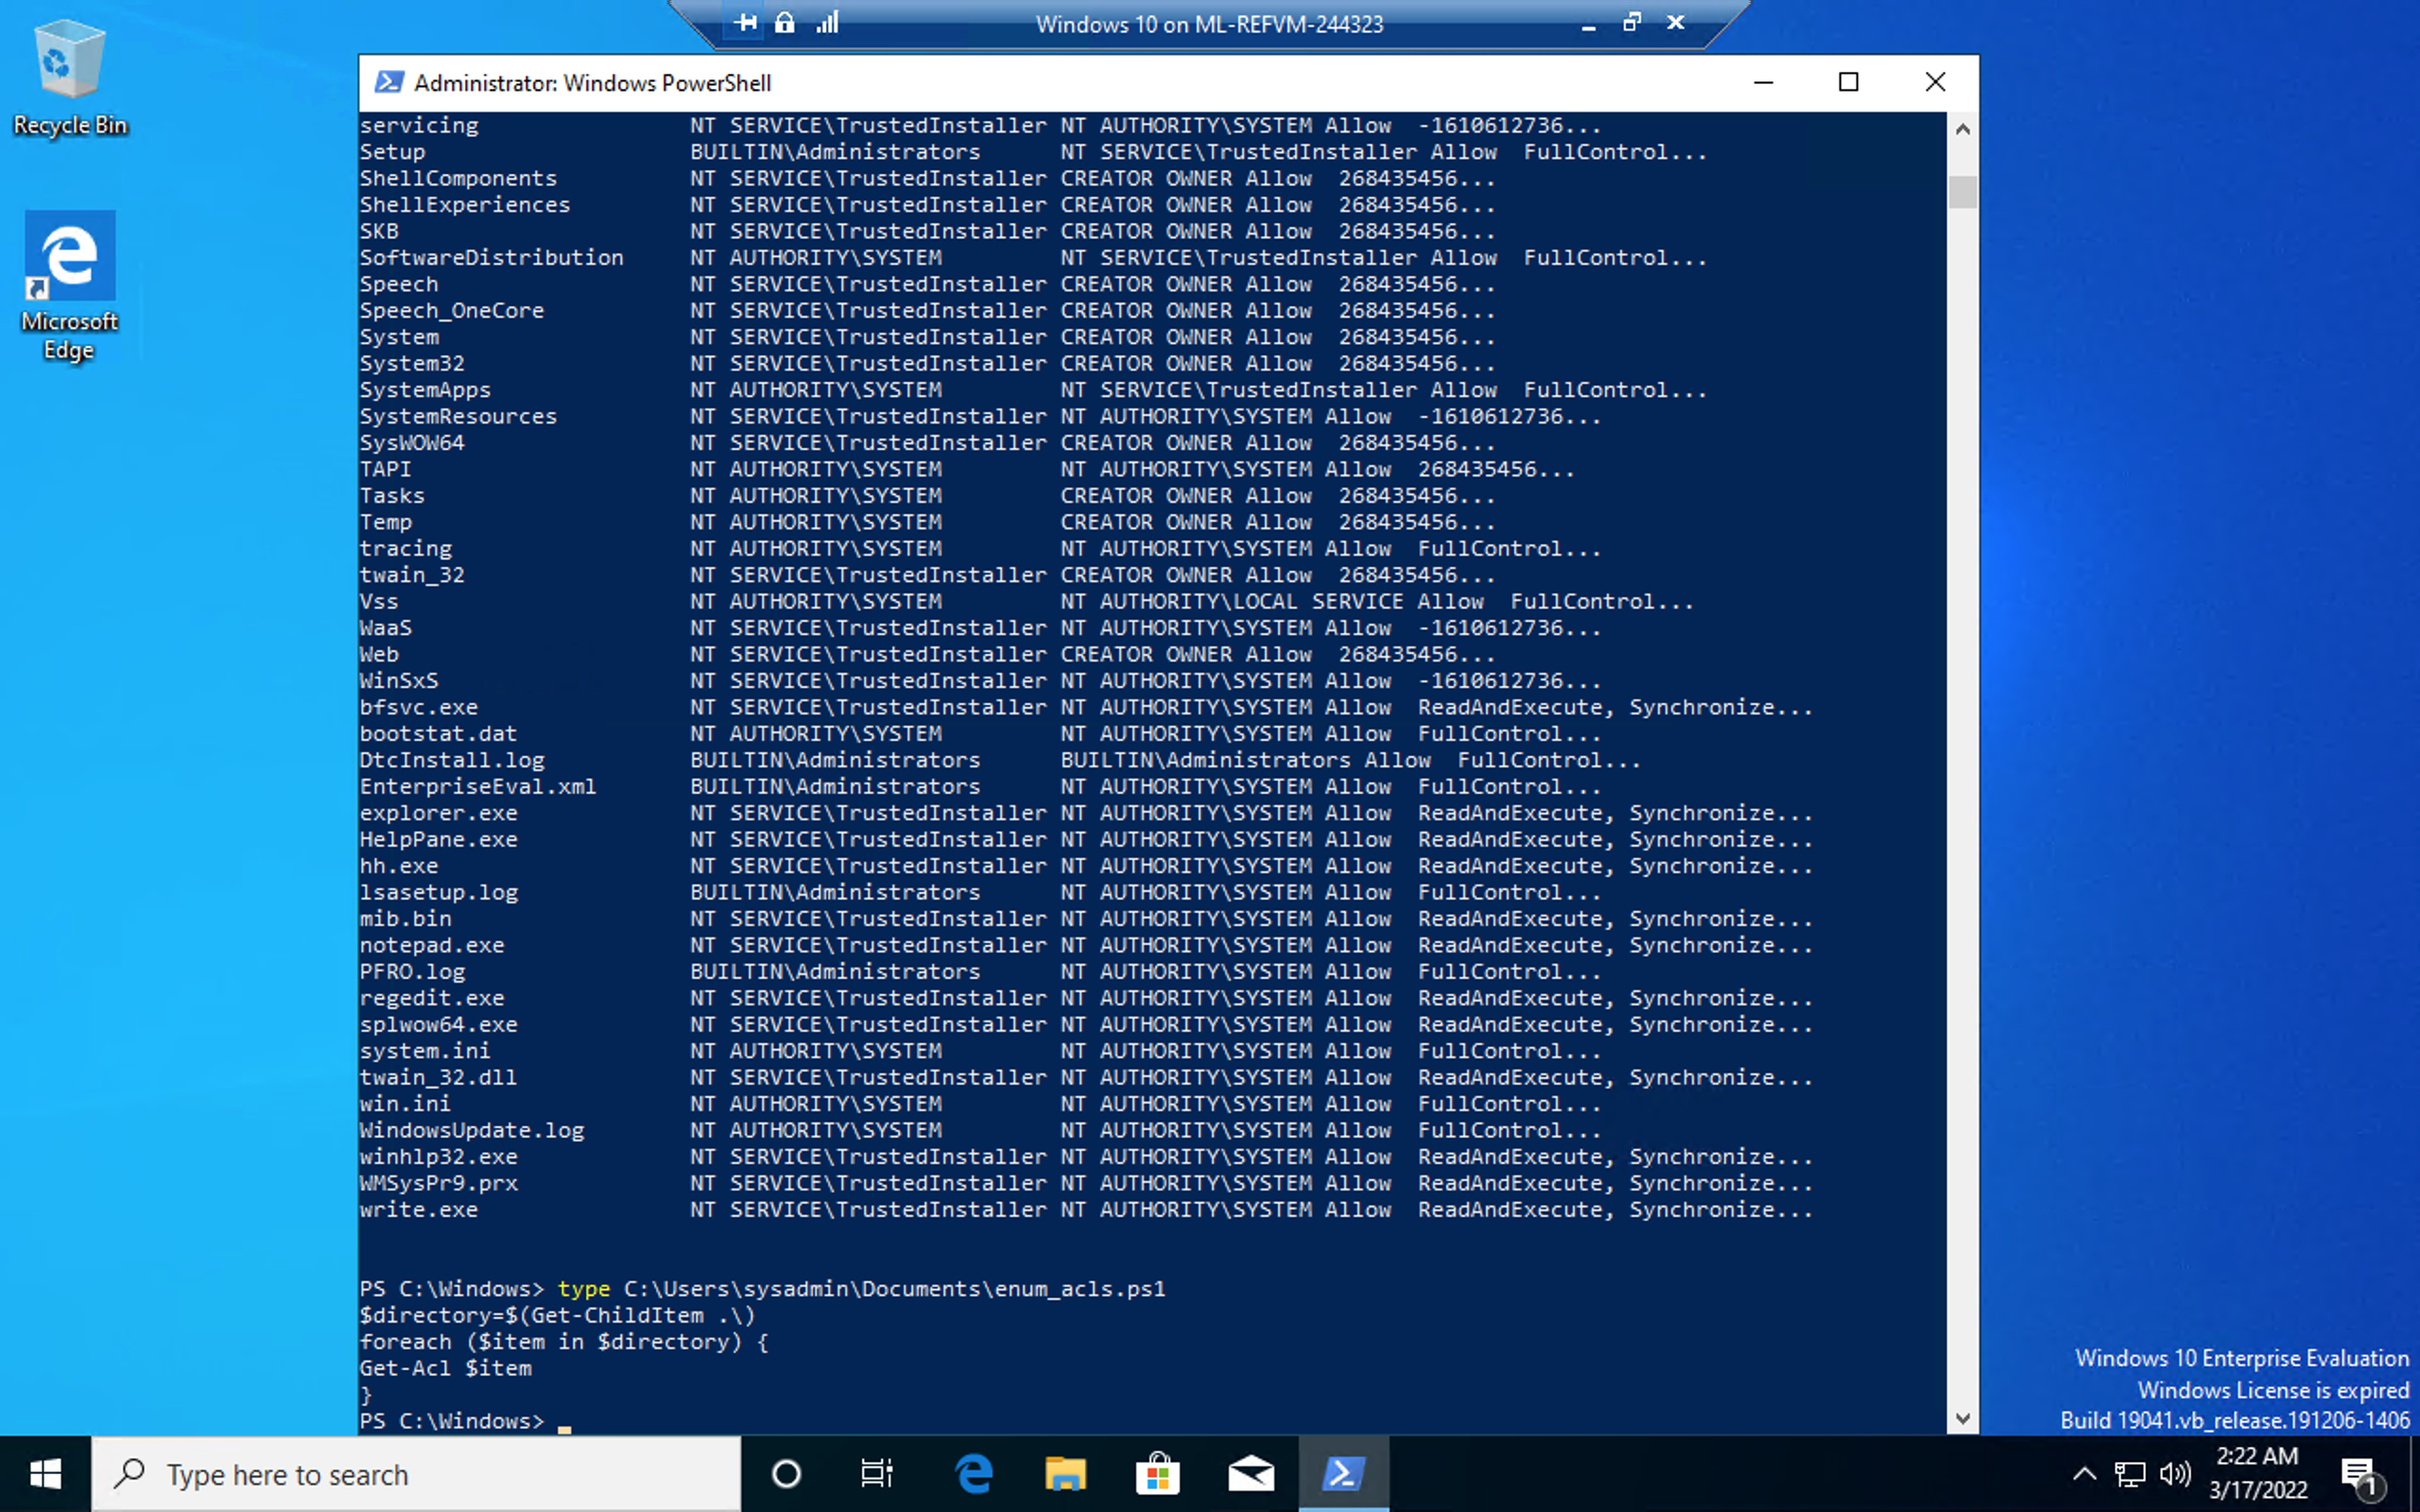 Windows 10 on ML-REFVM-244323
Recycle Bin
Microsoft
Edge
Administrator: Windows PowerShell
servicing NT SERVICE\TrustedInstaller NT AUTHORITY\SYSTEM Allow -1610612736...
Setup BUILTIN\Administrators NT SERVICE\TrustedInstaller Allow FullControl...
ShellComponents NT SERVICE\TrustedInstaller CREATOR OWNER Allow 268435456...
ShellExperiences NT SERVICE\TrustedInstaller CREATOR OWNER Allow 268435456...
SKB NT SERVICE\TrustedInstaller CREATOR OWNER Allow 268435456...
SoftwareDistribution NT AUTHORITY\SYSTEM NT SERVICE\TrustedInstaller Allow FullControl...
Speech NT SERVICE\TrustedInstaller CREATOR OWNER Allow 268435456...
Speech_OneCore NT SERVICE\TrustedInstaller CREATOR OWNER Allow 268435456...
System NT SERVICE\TrustedInstaller CREATOR OWNER Allow 268435456...
System32 NT SERVICE\TrustedInstaller CREATOR OWNER Allow 268435456...
SystemApps NT AUTHORITY\SYSTEM NT SERVICE\TrustedInstaller Allow FullControl...
SystemResources NT SERVICE\TrustedInstaller NT AUTHORITY\SYSTEM Allow -1610612736...
SysWOW64 NT SERVICE\TrustedInstaller CREATOR OWNER Allow 268435456...
TAPI NT AUTHORITY\SYSTEM NT AUTHORITY\SYSTEM Allow 268435456...
Tasks NT AUTHORITY\SYSTEM CREATOR OWNER Allow 268435456...
Temp NT AUTHORITY\SYSTEM CREATOR OWNER Allow 268435456...
tracing NT AUTHORITY\SYSTEM NT AUTHORITY\SYSTEM Allow FullControl...
twain_32 NT SERVICE\TrustedInstaller CREATOR OWNER Allow 268435456...
Vss NT AUTHORITY\SYSTEM NT AUTHORITY\LOCAL SERVICE Allow FullControl...
WaaS NT SERVICE\TrustedInstaller NT AUTHORITY\SYSTEM Allow -1610612736...
Web NT SERVICE\TrustedInstaller CREATOR OWNER Allow 268435456...
WinSxS NT SERVICE\TrustedInstaller NT AUTHORITY\SYSTEM Allow -1610612736...
bfsvc.exe NT SERVICE\TrustedInstaller NT AUTHORITY\SYSTEM Allow ReadAndExecute, Synchronize...
bootstat.dat NT AUTHORITY\SYSTEM NT AUTHORITY\SYSTEM Allow FullControl...
DtcInstall.log BUILTIN\Administrators BUILTIN\Administrators Allow FullControl...
EnterpriseEval.xml BUILTIN\Administrators NT AUTHORITY\SYSTEM Allow FullControl...
explorer.exe NT SERVICE\TrustedInstaller NT AUTHORITY\SYSTEM Allow ReadAndExecute, Synchronize...
HelpPane.exe NT SERVICE\TrustedInstaller NT AUTHORITY\SYSTEM Allow ReadAndExecute, Synchronize...
hh.exe NT SERVICE\TrustedInstaller NT AUTHORITY\SYSTEM Allow ReadAndExecute, Synchronize...
lsasetup.log BUILTIN\Administrators NT AUTHORITY\SYSTEM Allow FullControl...
mib.bin NT SERVICE\TrustedInstaller NT AUTHORITY\SYSTEM Allow ReadAndExecute, Synchronize...
notepad.exe NT SERVICE\TrustedInstaller NT AUTHORITY\SYSTEM Allow ReadAndExecute, Synchronize...
PFRO.log BUILTIN\Administrators NT AUTHORITY\SYSTEM Allow FullControl...
regedit.exe NT SERVICE\TrustedInstaller NT AUTHORITY\SYSTEM Allow ReadAndExecute, Synchronize...
splwow64.exe NT SERVICE\TrustedInstaller NT AUTHORITY\SYSTEM Allow ReadAndExecute, Synchronize...
system.ini NT AUTHORITY\SYSTEM NT AUTHORITY\SYSTEM Allow FullControl...
twain_32.dll NT SERVICE\TrustedInstaller NT AUTHORITY\SYSTEM Allow ReadAndExecute, Synchronize...
win.ini NT AUTHORITY\SYSTEM NT AUTHORITY\SYSTEM Allow FullControl...
WindowsUpdate.log NT AUTHORITY\SYSTEM NT AUTHORITY\SYSTEM Allow FullControl...
winhlp32.exe NT SERVICE\TrustedInstaller NT AUTHORITY\SYSTEM Allow ReadAndExecute, Synchronize...
WMSysPr9.prx NT SERVICE\TrustedInstaller NT AUTHORITY\SYSTEM Allow ReadAndExecute, Synchronize...
write.exe NT SERVICE\TrustedInstaller NT AUTHORITY\SYSTEM Allow ReadAndExecute, Synchronize...
PS C:\Windows> type C:\Users\sysadmin\Documents\enum_acls.ps1
$directory=$(Get-ChildItem .\)
foreach ($item in $directory) {
Get-Acl $item
}
PS C:\Windows>
Windows 10 Enterprise Evaluation
Windows License is expired
Build 19041.vb_release.191206-1406
Type here to search
2:22 AM
3/17/2022
1